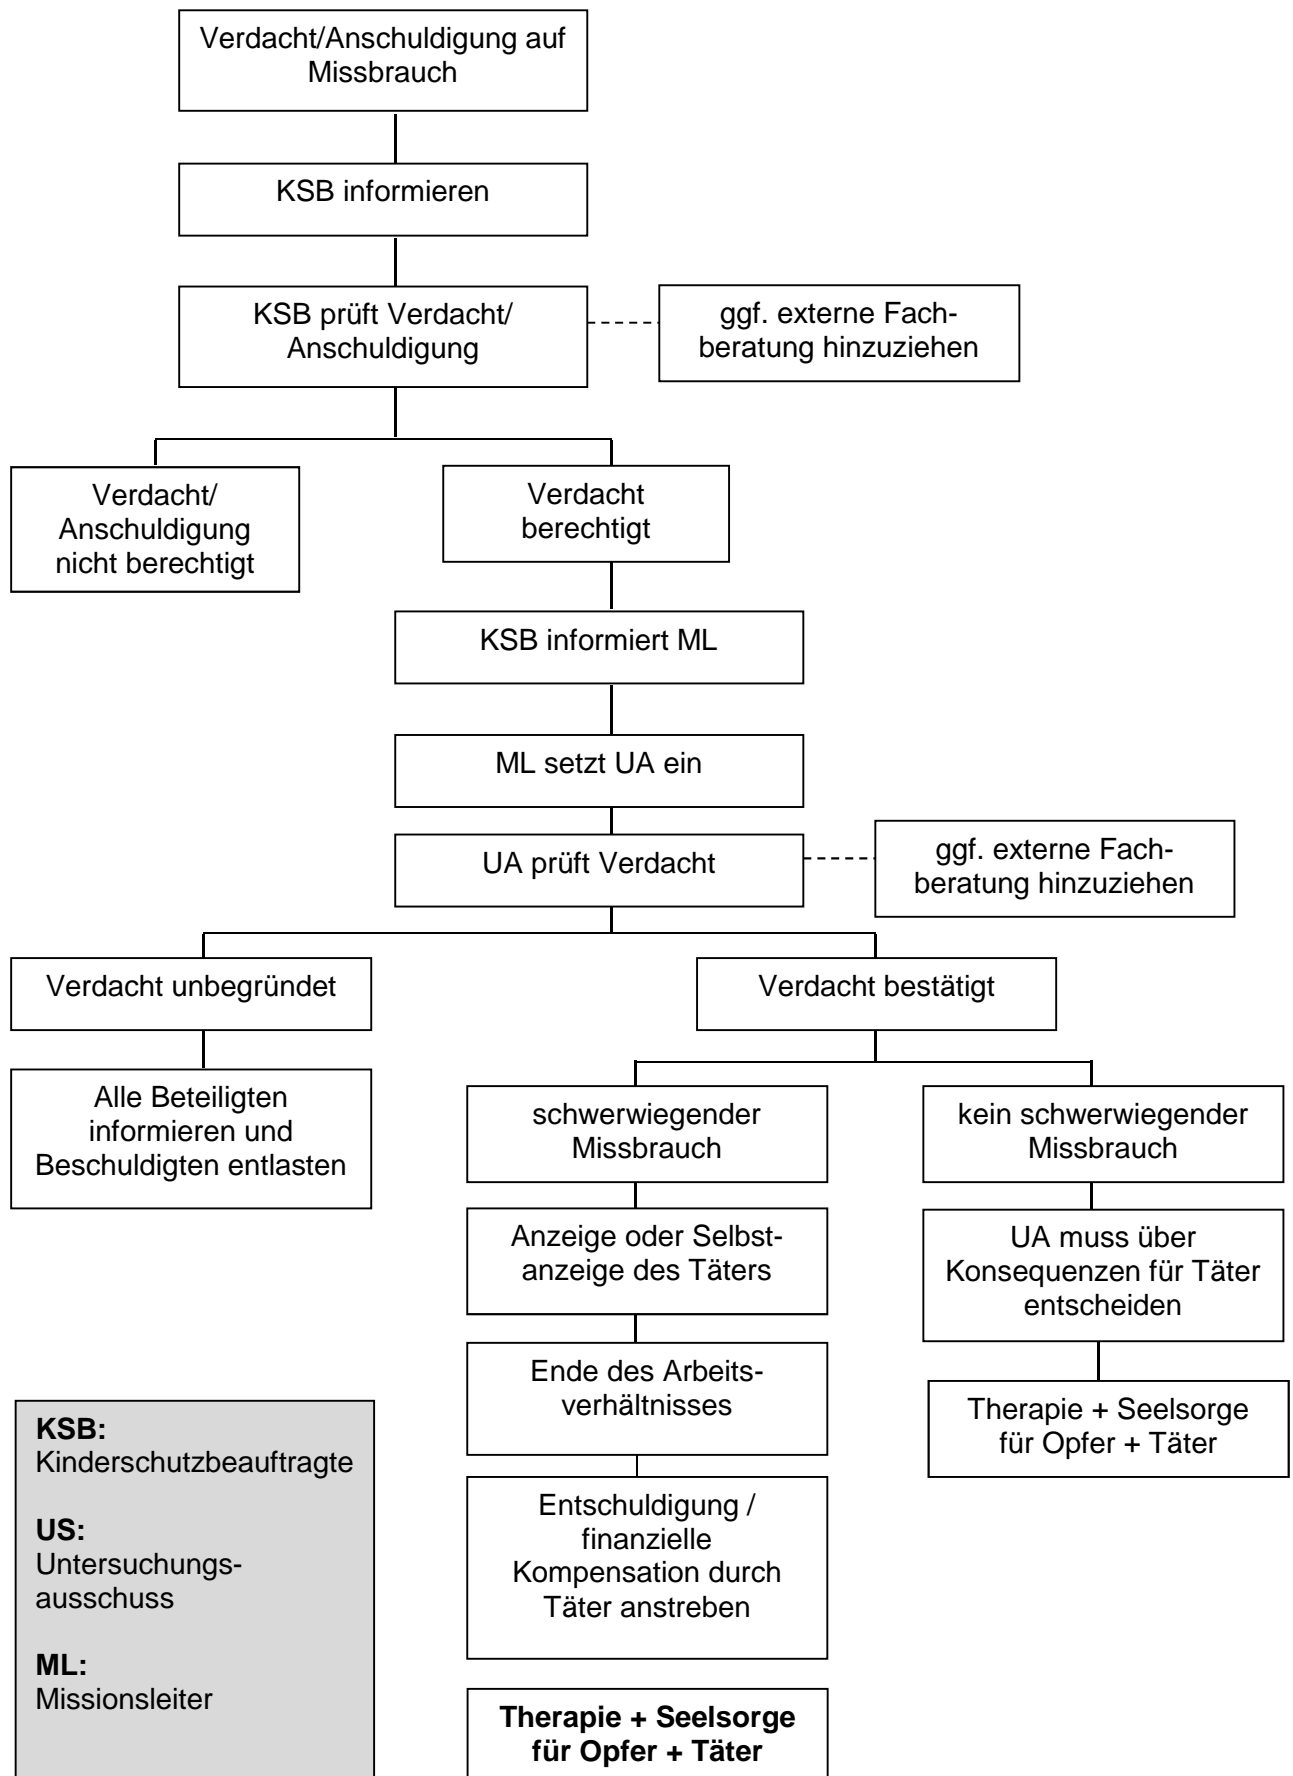 Verdacht/Anschuldigung auf
Missbrauch
KSB informieren
KSB prüft Verdacht/
Anschuldigung
ggf. externe Fach-
beratung hinzuziehen
Verdacht/
Anschuldigung
nicht berechtigt
Verdacht
berechtigt
KSB informiert ML
ML setzt UA ein
UA prüft Verdacht
ggf. externe Fach-
beratung hinzuziehen
Verdacht unbegründet
Verdacht bestätigt
Alle Beteiligten
informieren und
Beschuldigten entlasten
schwerwiegender
Missbrauch
kein schwerwiegender
Missbrauch
Anzeige oder Selbst-
anzeige des Täters
UA muss über
Konsequenzen für Täter
entscheiden
Ende des Arbeits-
verhältnisses
Therapie + Seelsorge
für Opfer + Täter
Entschuldigung /
finanzielle
Kompensation durch
Täter anstreben
Therapie + Seelsorge
für Opfer + Täter
KSB:
Kinderschutzbeauftragte
US:
Untersuchungs-
ausschuss
ML:
Missionsleiter